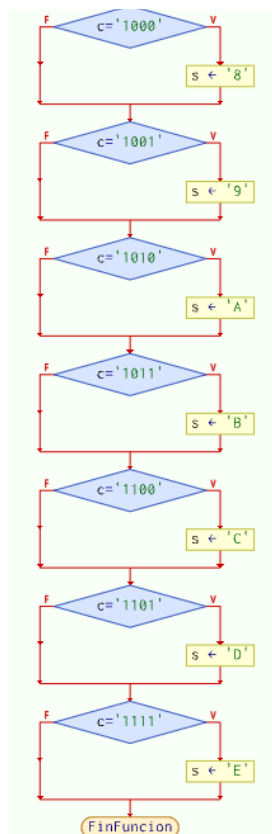 F c='1000' V
s ← '8'
F c='1001' V
s ← '9'
F c='1010' V
s ← 'A'
F c='1011' V
s ← 'B'
F c='1100' V
s ← 'C'
F c='1101' V
s ← 'D'
F c='1111' V
s ← 'E'
FinFuncion